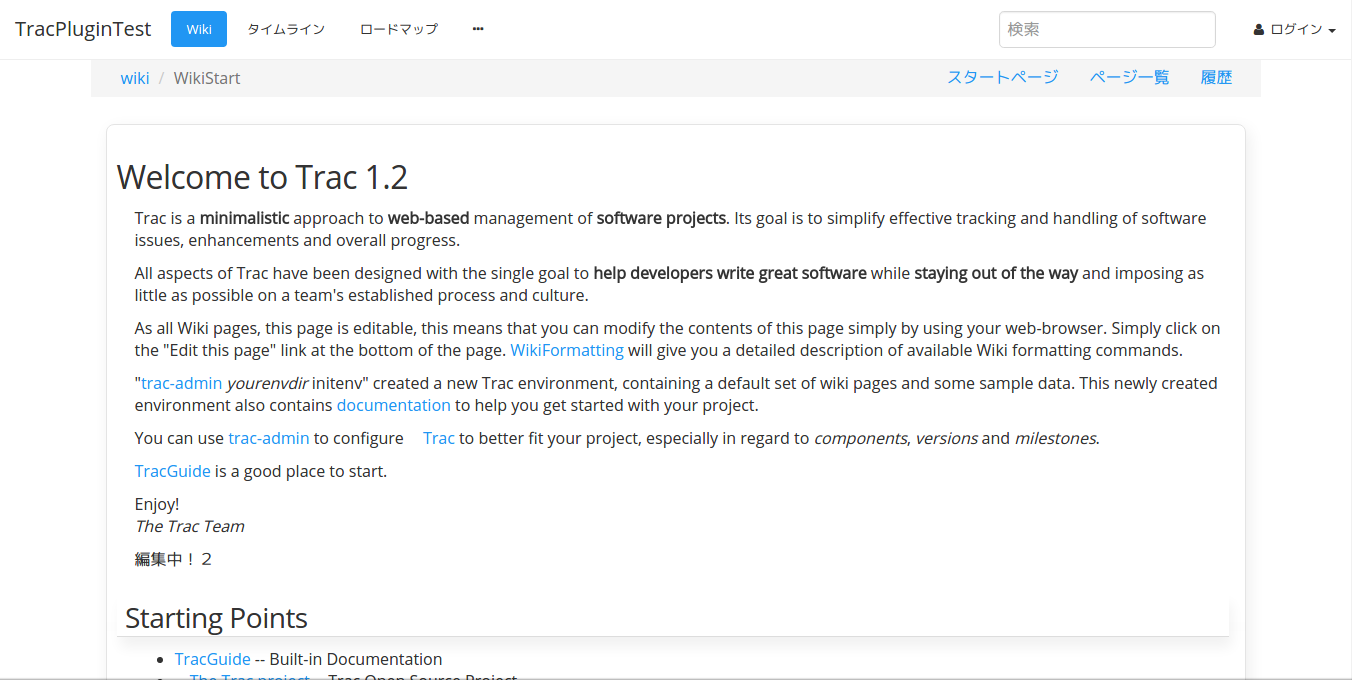 TracPluginTest Wiki タイムライン ロードマップ ••• 検索 ログイン
wiki / WikiStart スタートページ ページ一覧 履歴
Welcome to Trac 1.2
Trac is a minimalistic approach to web-based management of software projects. Its goal is to simplify effective tracking and handling of software
issues, enhancements and overall progress.
All aspects of Trac have been designed with the single goal to help developers write great software while staying out of the way and imposing as
little as possible on a team's established process and culture.
As all Wiki pages, this page is editable, this means that you can modify the contents of this page simply by using your web-browser. Simply click on
the "Edit this page" link at the bottom of the page. WikiFormatting will give you a detailed description of available Wiki formatting commands.
"trac-admin yourenvdir initenv" created a new Trac environment, containing a default set of wiki pages and some sample data. This newly created
environment also contains documentation to help you get started with your project.
You can use trac-admin to configure Trac to better fit your project, especially in regard to components, versions and milestones.
TracGuide is a good place to start.
Enjoy!
The Trac Team
編集中！２
Starting Points
• TracGuide -- Built-in Documentation
• The Trac project -- Trac Open Source Project